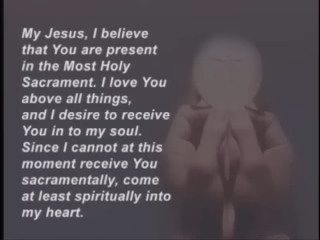 My Jesus, I believe
that You are present
in the Most Holy
Sacrament. I love You
above all things,
and I desire to receive
You in to my soul.
Since I cannot at this
moment receive You
sacramentally, come
at least spiritually into
my heart.